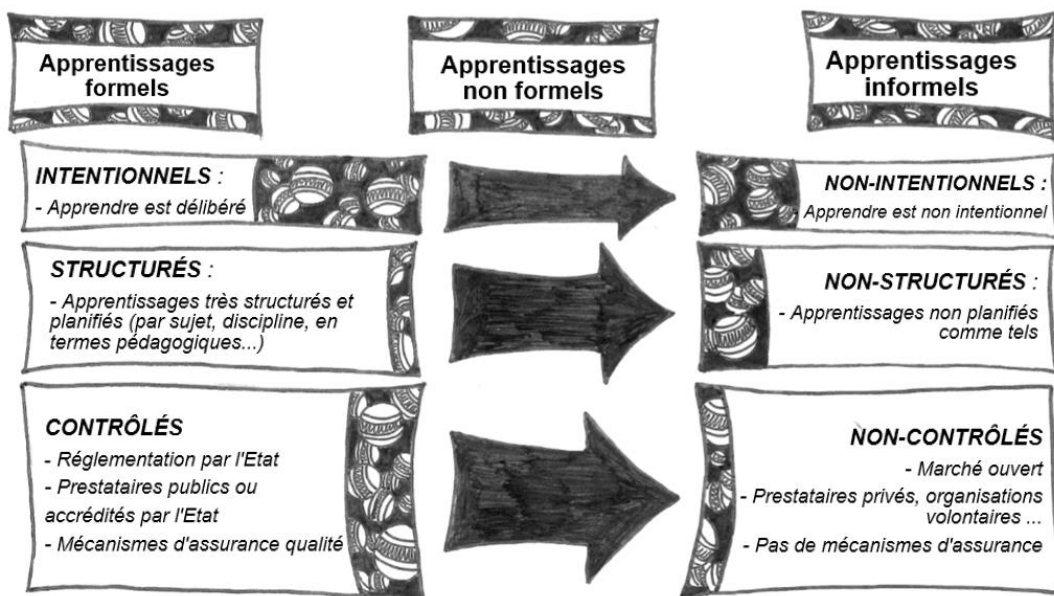 Apprentissages
formels
Apprentissages
non formels
Apprentissages
informels
INTENTIONNELS :
- Apprendre est délibéré
NON-INTENTIONNELS :
- Apprendre est non intentionnel
STRUCTURÉS :
- Apprentissages très structurés et
planifiés (par sujet, discipline, en
termes pédagogiques...)
NON-STRUCTURÉS :
- Apprentissages non planifiés
comme tels
CONTRÔLÉS
- Réglementation par l'Etat
- Prestataires publics ou
accrédités par l'Etat
- Mécanismes d'assurance qualité
NON-CONTRÔLÉS
- Marché ouvert
- Prestataires privés, organisations
volontaires ...
- Pas de mécanismes d'assurance